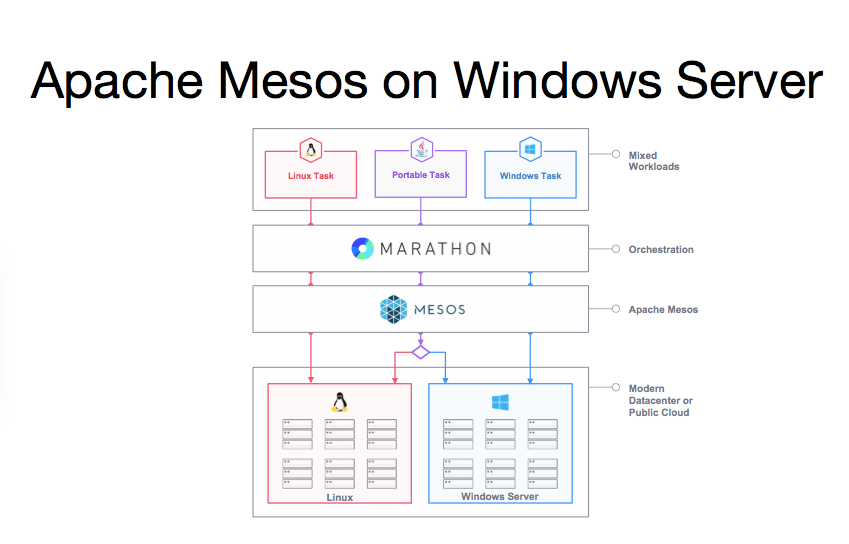 Apache Mesos on Windows Server
Linux Task
Portable Task
Windows Task
Mixed
Workloads
MARATHON
Orchestration
MESOS
Apache Mesos
Modern
Datacenter or
Public Cloud
Linux
Windows Server